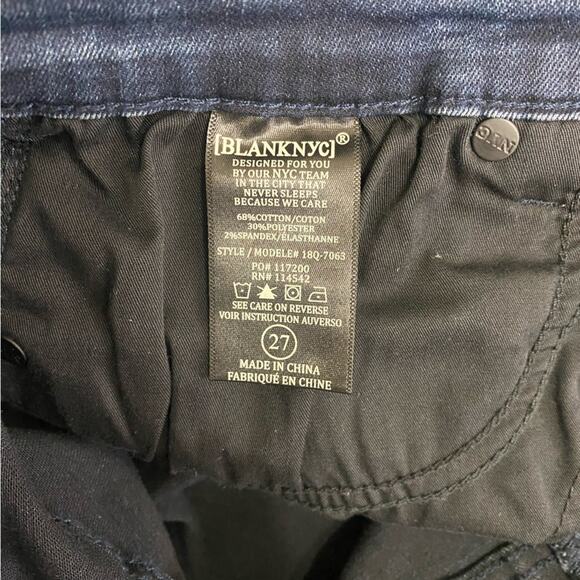 [BLANKNYC]®
DESIGNED FOR YOU
BY OUR NYC TEAM
IN THE CITY THAT
NEVER SLEEPS
BECAUSE WE CARE
68%COTTON/COTON
30%POLYESTER
2%SPANDEX/ÉLASTHANNE
STYLE / MODELE# 18Q-7063
PO# 117200
RN# 114542
SEE CARE ON REVERSE
VOIR INSTRUCTION AUVERSO
27
MADE IN CHINA
FABRIQUÉ EN CHINE